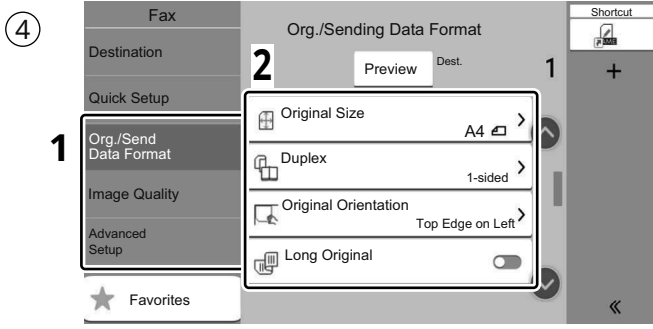 ④
Fax
Destination
Quick Setup
1
Org./Send
Data Format
Image Quality
Advanced
Setup
Favorites
Org./Sending Data Format
2
Preview
Dest.
1
Original Size
A4
Duplex
1-sided
Original Orientation
Top Edge on Left
Long Original
Shortcut
+
«